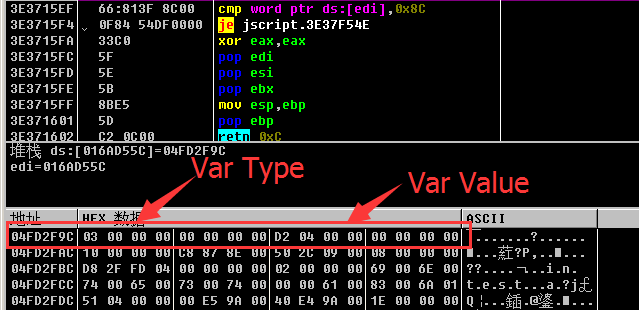 3E3715EF 66:813F 8C00 cmp word ptr ds:[edi],0x8C
3E3715F4 0F84 54DF0000 je jscript.3E37F54E
3E3715FA 33C0 xor eax,eax
3E3715FC 5F pop edi
3E3715FD 5E pop esi
3E3715FE 5B pop ebx
3E3715FF 8BE5 mov esp,ebp
3E371601 5D pop ebp
3E371602 C2 0C00 retn 0xC
堆栈 ds:[016AD55C]=04FD2F9C
edi=016AD55C
Var Type
Var Value
地址 HEX 数据 ASCII
04FD2F9C 03 00 00 00 00 00 00 00 D2 04 00 00 00 00 00 00 .......?......
04FD2FAC 10 00 00 00 C8 87 8E 00 50 2C 09 00 08 00 00 00
04FD2FBC D8 2F FD 04 00 00 00 00 02 00 00 00 69 00 6E 00
04FD2FCC 74 00 65 00 73 00 74 00 00 00 61 00 83 00 6A 01
04FD2FDC 51 04 00 00 00 E5 9A 00 40 E4 9A 00 1E 00 00 00